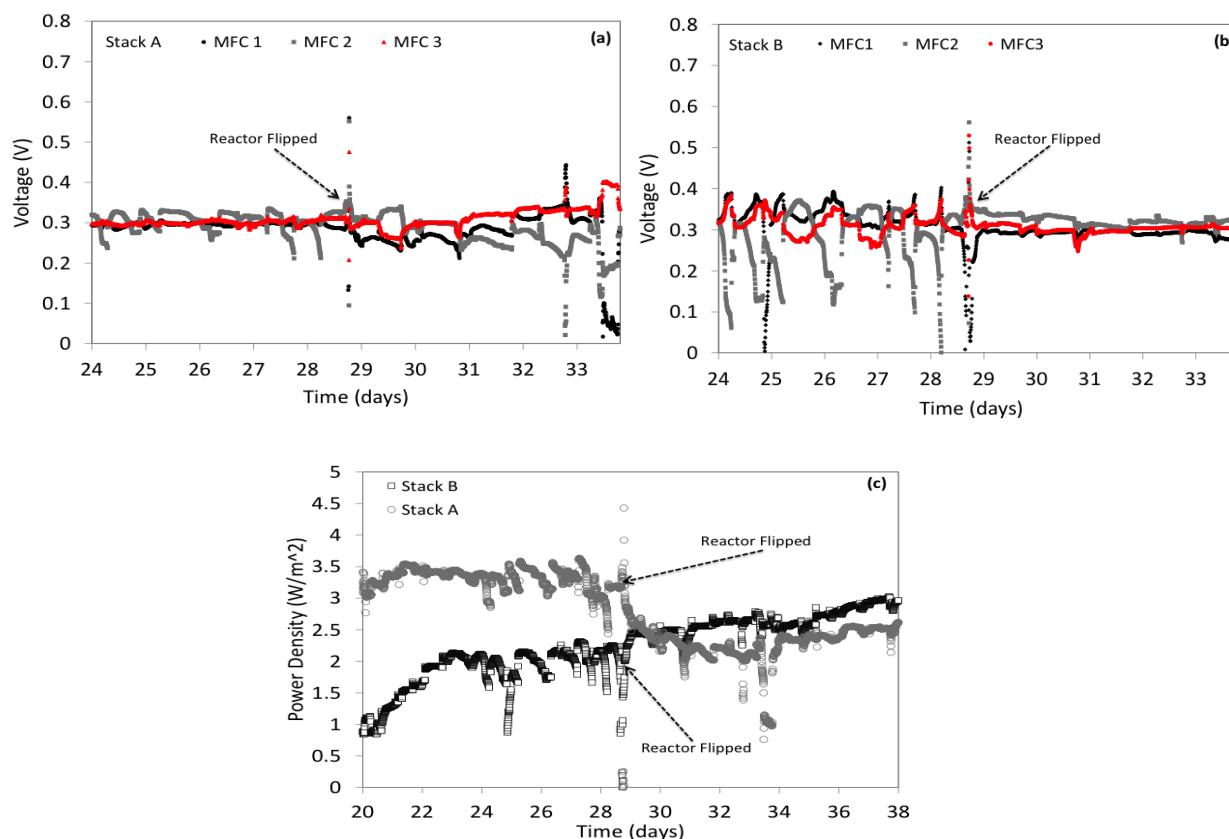 0.8
0.7
0.6
0.5
0.4
0.3
0.2
0.1
0
Voltage (V)
Stack A MFC 1 MFC 2 MFC 3 (a)
Reactor Flipped
24 25 26 27 28 29 30 31 32 33
Time (days)
0.8
0.7
0.6
0.5
0.4
0.3
0.2
0.1
0
Voltage (V)
Stack B MFC1 MFC2 MFC3 (b
Reactor Flipped
24 25 26 27 28 29 30 31 32 33
Time (days)
5
4.5
4
3.5
3
2.5
2
1.5
1
0.5
0
Power Density (W/m^2)
Stack B (c)
Stack A
Reactor Flipped
Reactor Flipped
20 22 24 26 28 30 32 34 36 38
Time (days)